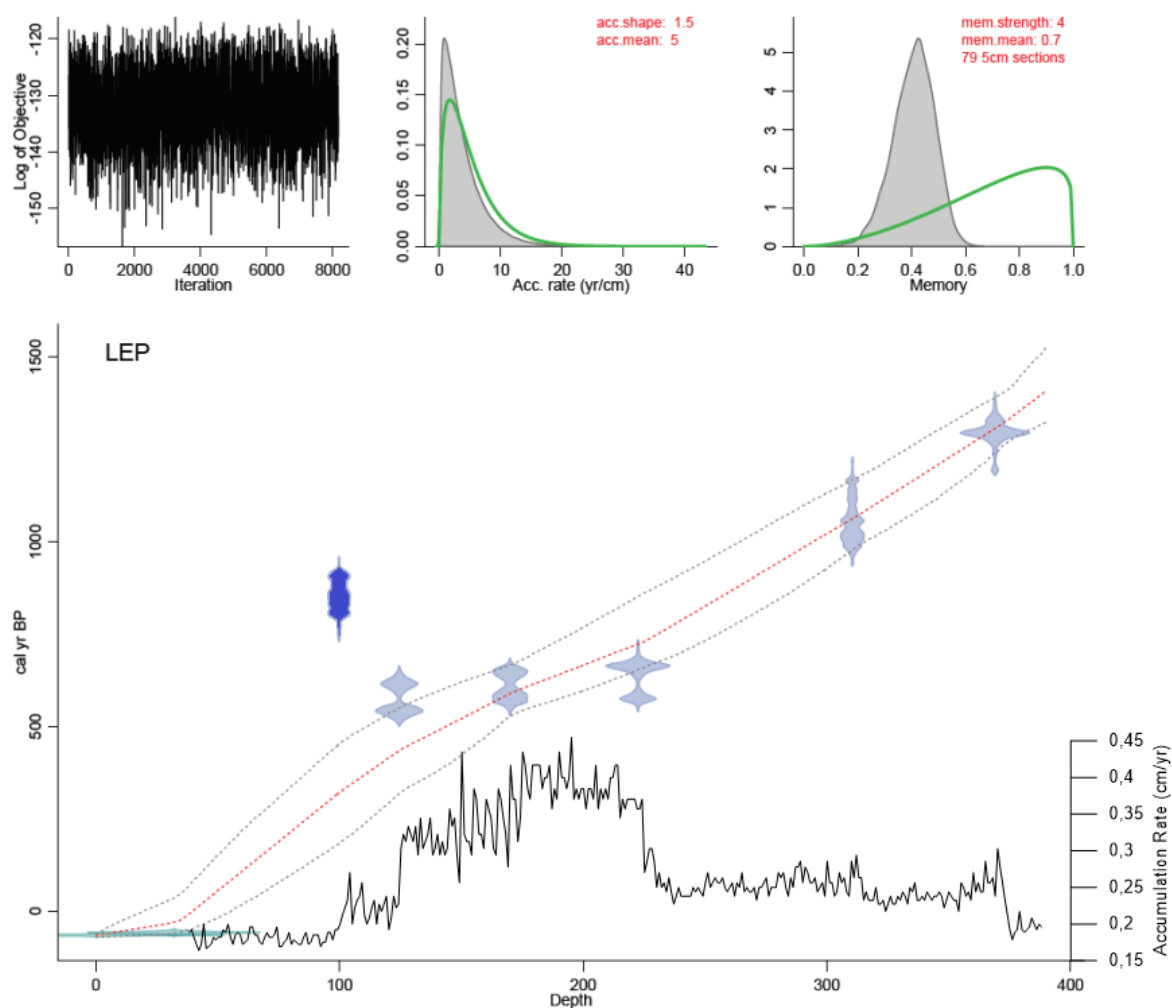 -120
-130
-140
-150
Log of Objective
0 2000 4000 6000 8000
Iteration
acc.shape: 1.5
acc.mean: 5
0.20
0.15
0.10
0.05
0.00
0 10 20 30 40
Acc. rate (yr/cm)
mem.strength: 4
mem.mean: 0.7
79 5cm sections
5
4
3
2
1
0
0.0 0.2 0.4 0.6 0.8 1.0
Memory
LEP
1500
1000
500
0
cal yr BP
0,45
0,4
0,35
0,3
0,25
0,2
0,15
Accumulation Rate (cm/yr)
0 100 200 300 400
Depth